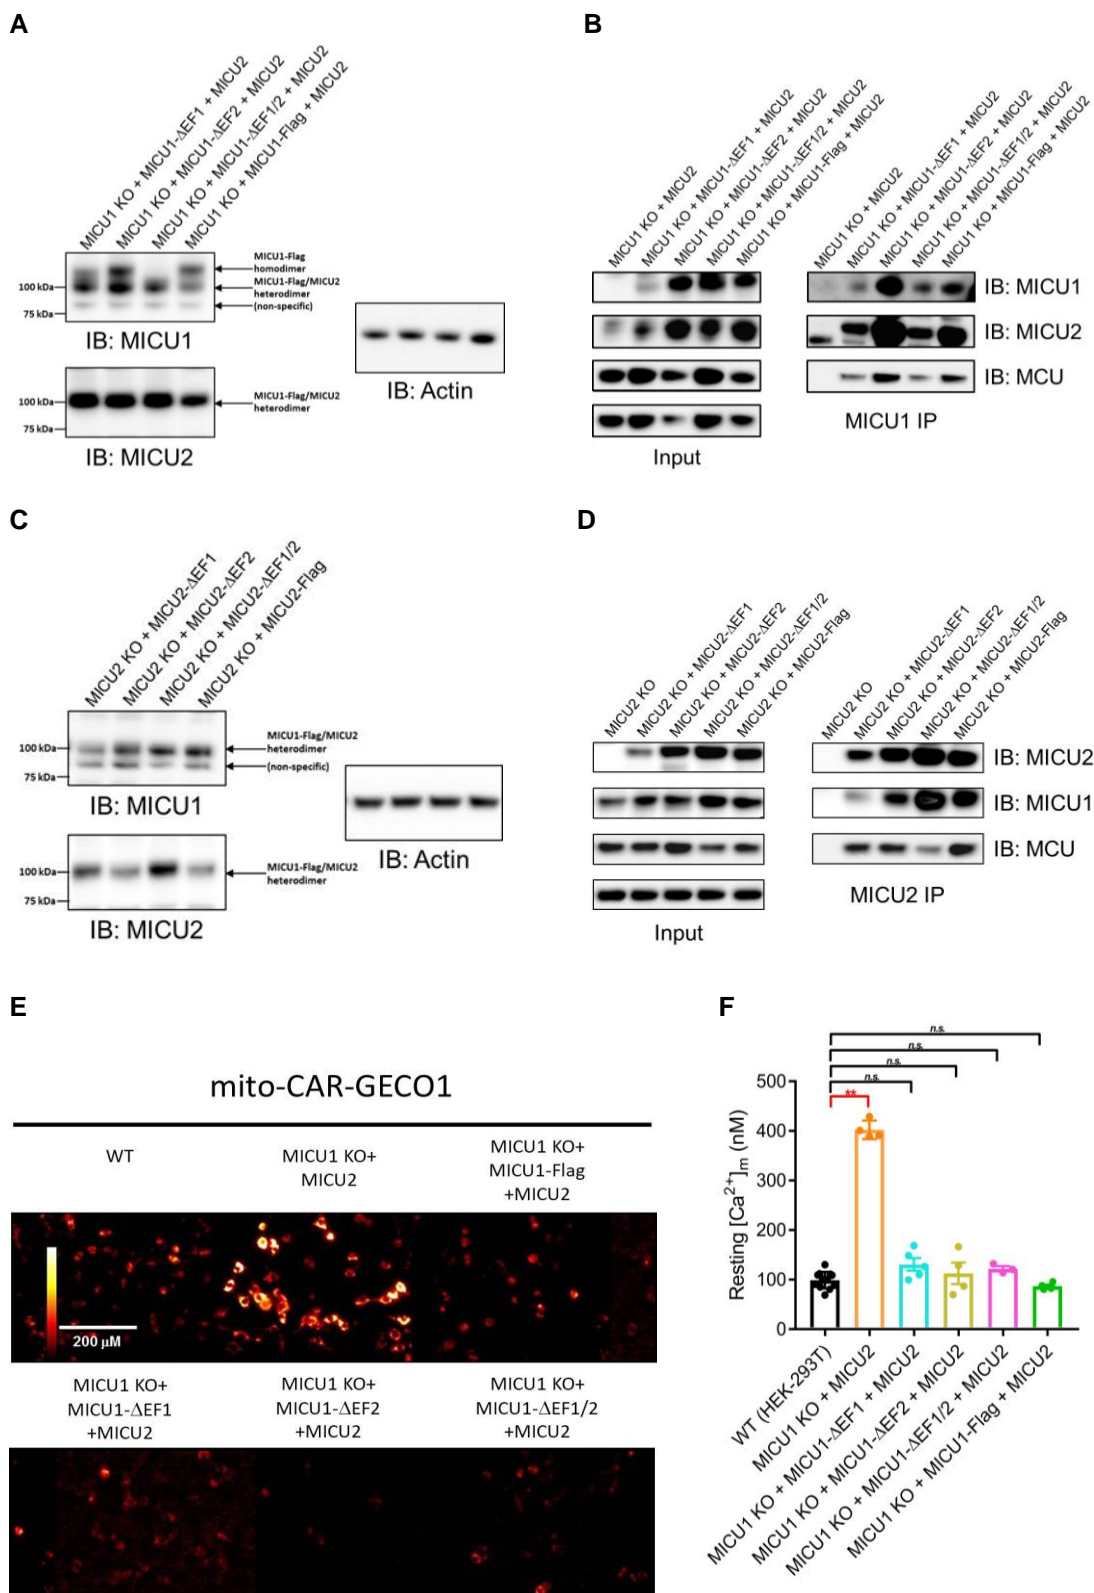 A
MICU1 KO + MICU1-ΔEF1 + MICU2
MICU1 KO + MICU1-ΔEF2 + MICU2
MICU1 KO + MICU1-ΔEF1/2 + MICU2
MICU1 KO + MICU1-Flag + MICU2
100 kDa
75 kDa
MICU1-Flag
homodimer
MICU1-Flag/MICU2
heterodimer
(non-specific)
IB: MICU1
100 kDa
75 kDa
MICU1-Flag/MICU2
heterodimer
IB: MICU2
IB: Actin
B
MICU1 KO + MICU2
MICU1 KO + MICU1-ΔEF1 + MICU2
MICU1 KO + MICU1-ΔEF2 + MICU2
MICU1 KO + MICU1-ΔEF1/2 + MICU2
MICU1 KO + MICU1-Flag + MICU2
MICU1 KO + MICU2
MICU1 KO + MICU1-ΔEF1 + MICU2
MICU1 KO + MICU1-ΔEF2 + MICU2
MICU1 KO + MICU1-ΔEF1/2 + MICU2
MICU1 KO + MICU1-Flag + MICU2
IB: MICU1
IB: MICU2
IB: MCU
Input
MICU1 IP
C
MICU2 KO + MICU2-ΔEF1
MICU2 KO + MICU2-ΔEF2
MICU2 KO + MICU2-ΔEF1/2
MICU2 KO + MICU2-Flag
100 kDa
75 kDa
MICU1-Flag/MICU2
heterodimer
(non-specific)
IB: MICU1
100 kDa
75 kDa
MICU1-Flag/MICU2
heterodimer
IB: MICU2
IB: Actin
D
MICU2 KO
MICU2 KO + MICU2-ΔEF1
MICU2 KO + MICU2-ΔEF2
MICU2 KO + MICU2-ΔEF1/2
MICU2 KO + MICU2-Flag
MICU2 KO
MICU2 KO + MICU2-ΔEF1
MICU2 KO + MICU2-ΔEF2
MICU2 KO + MICU2-ΔEF1/2
MICU2 KO + MICU2-Flag
IB: MICU2
IB: MICU1
IB: MCU
Input
MICU2 IP
E
mito-CAR-GECO1
WT
MICU1 KO+
MICU2
MICU1 KO+
MICU1-Flag
+MICU2
200 µM
MICU1 KO+
MICU1-ΔEF1
+MICU2
MICU1 KO+
MICU1-ΔEF2
+MICU2
MICU1 KO+
MICU1-ΔEF1/2
+MICU2
F
n.s.
n.s.
n.s.
n.s.
**
Resting [Ca²⁺]ₘ (nM)
500
400
300
200
100
0
WT (HEK-293T)
MICU1 KO + MICU2
MICU1 KO + MICU1-ΔEF1 + MICU2
MICU1 KO + MICU1-ΔEF2 + MICU2
MICU1 KO + MICU1-ΔEF1/2 + MICU2
MICU1 KO + MICU1-Flag + MICU2